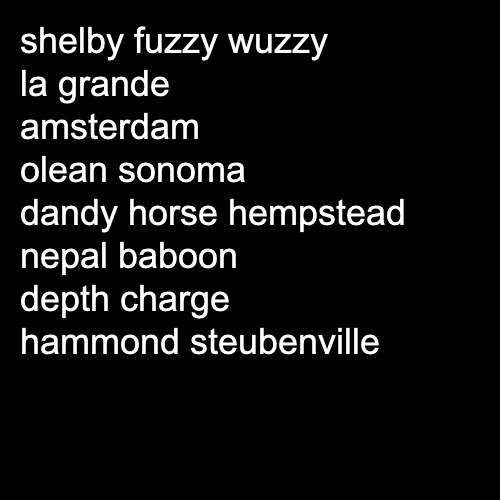 shelby fuzzy wuzzy
la grande
amsterdam
olean sonoma
dandy horse hempstead
nepal baboon
depth charge
hammond steubenville